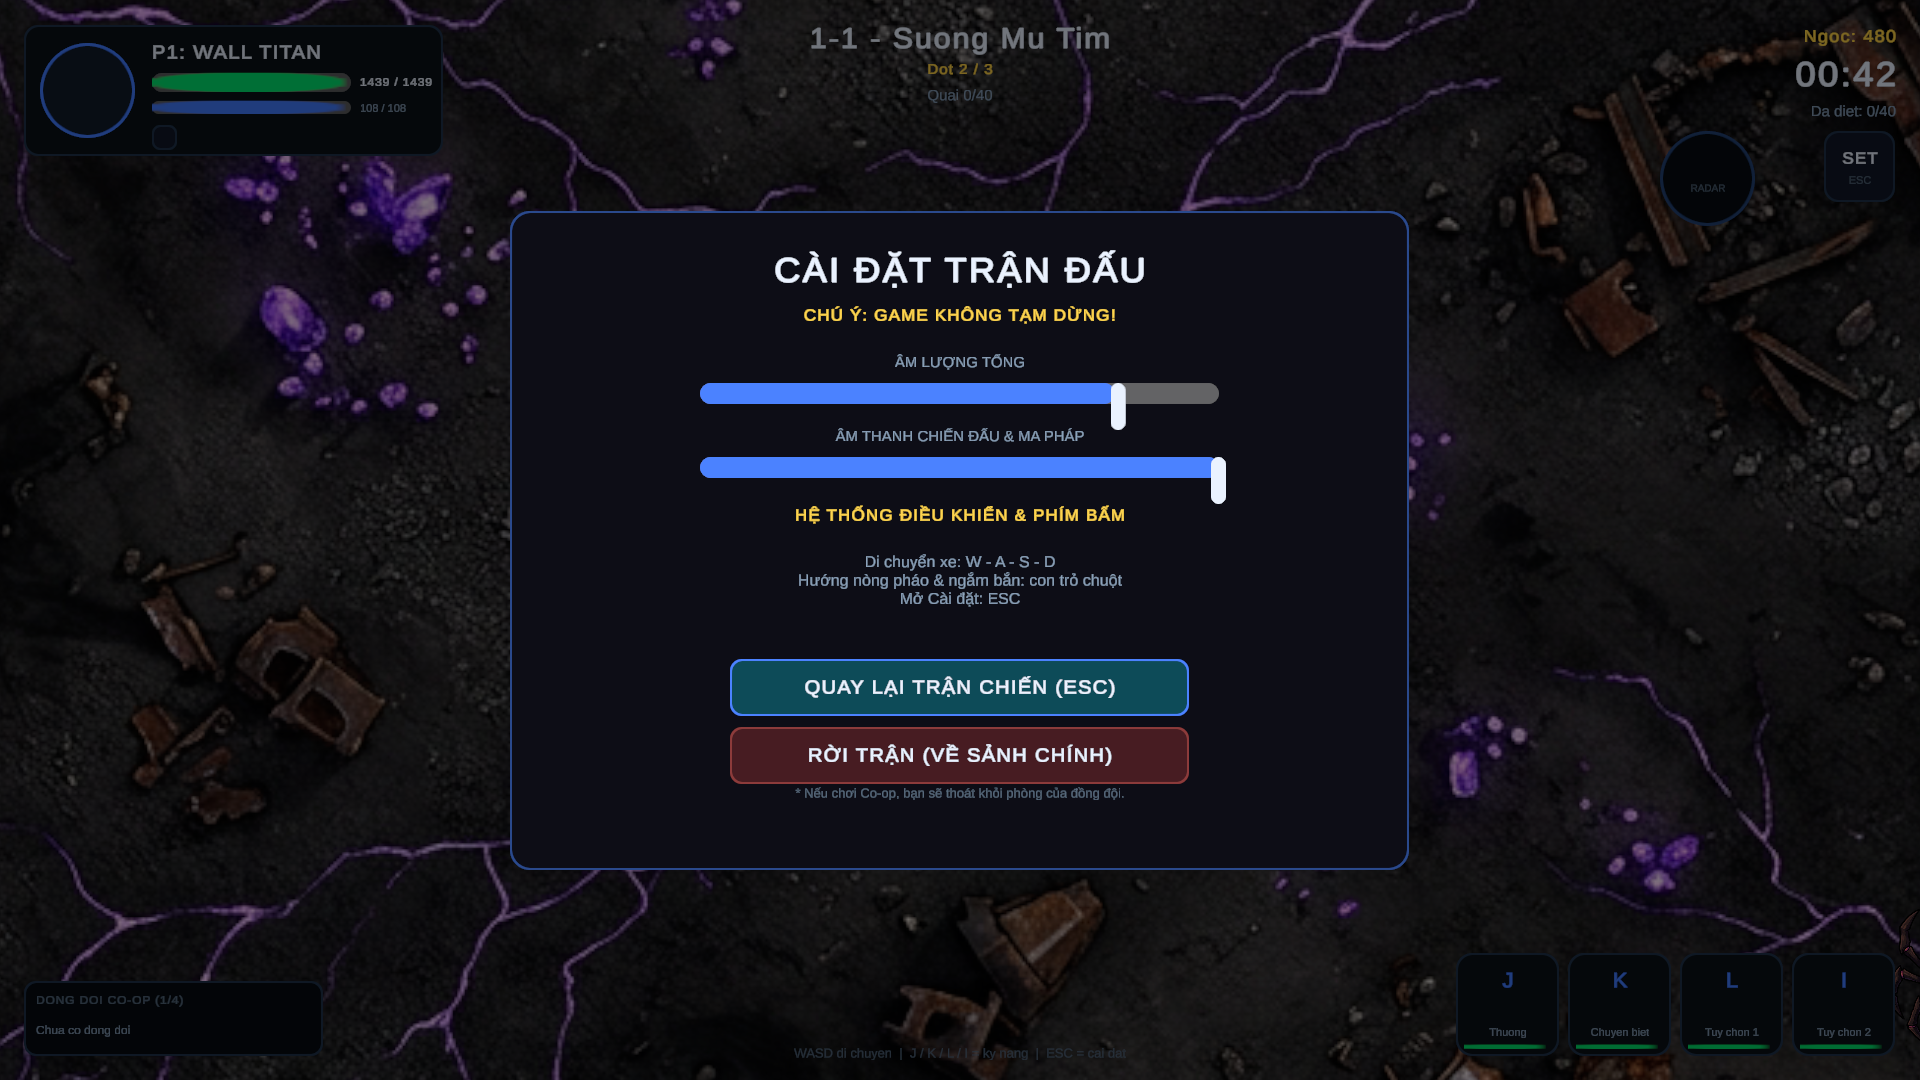 P1: WALL TITAN
1439 / 1439
108 / 108
1-1 - Suong Mu Tim
Dot 2 / 3
Quai 0/40
Ngoc: 480
00:42
Da diet: 0/40
RADAR
SET
ESC
CÀI ĐẶT TRẬN ĐẤU
CHÚ Ý: GAME KHÔNG TẠM DỪNG!
ÂM LƯỢNG TỔNG
ÂM THANH CHIẾN ĐẤU & MA PHÁP
HỆ THỐNG ĐIỀU KHIỂN & PHÍM BẤM
Di chuyển xe: W - A - S - D
Hướng nòng pháo & ngắm bắn: con trỏ chuột
Mở Cài đặt: ESC
QUAY LẠI TRẬN CHIẾN (ESC)
RỜI TRẬN (VỀ SẢNH CHÍNH)
* Nếu chơi Co-op, bạn sẽ thoát khỏi phòng của đồng đội.
DONG DOI CO-OP (1/4)
Chua co dong doi
WASD di chuyen | J / K / L / I = ky nang | ESC = cai dat
J
Thuong
K
Chuyen biet
L
Tuy chon 1
I
Tuy chon 2